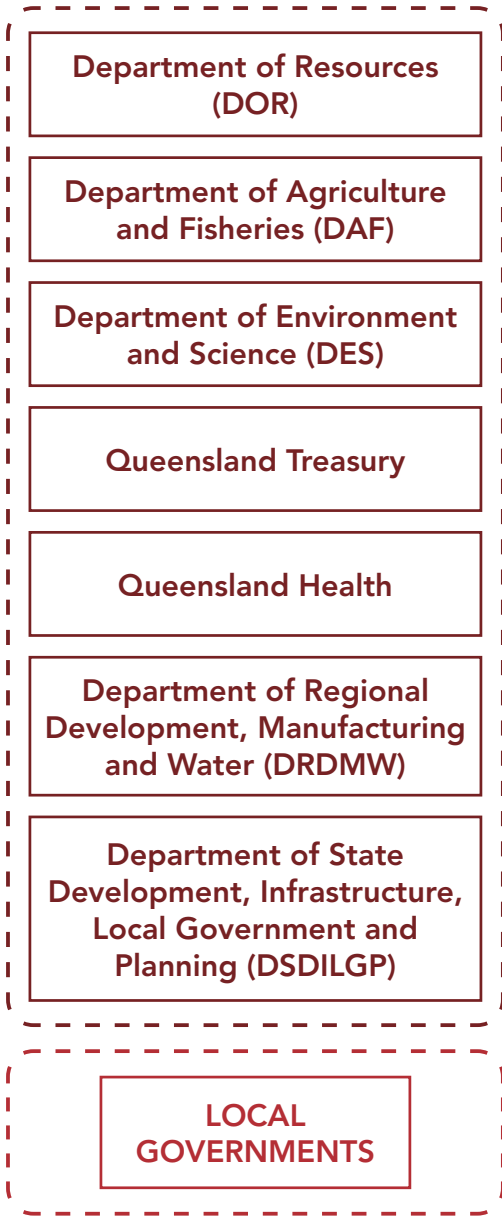 Department of Resources
(DOR)
Department of Agriculture
and Fisheries (DAF)
Department of Environment
and Science (DES)
Queensland Treasury
Queensland Health
Department of Regional
Development, Manufacturing
and Water (DRDMW)
Department of State
Development, Infrastructure,
Local Government and
Planning (DSDILGP)
LOCAL
GOVERNMENTS